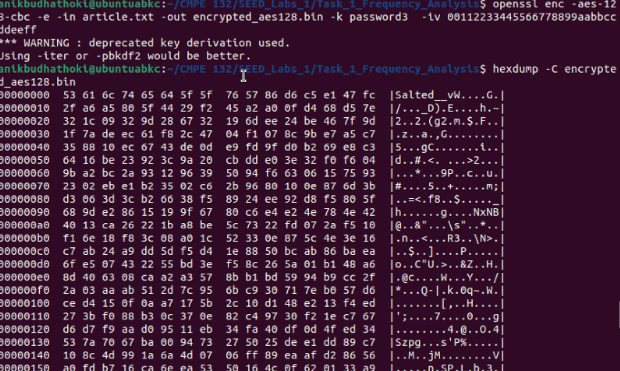 anikbudhathoki@ubuntuabkc:~/CMPE 132/SEED_Labs_1/Task_1_Frequency_Analysis$ openssl enc -aes-12
8-cbc -e -in article.txt -out encrypted_aes128.bin -k password3  -iv 00112233445566778899aabbcc
ddeeff
*** WARNING : deprecated key derivation used.
Using -iter or -pbkdf2 would be better.
anikbudhathoki@ubuntuabkc:~/CMPE 132/SEED_Labs_1/Task_1_Frequency_Analysis$ hexdump -C encrypte
d_aes128.bin
00000000  53 61 6c 74 65 64 5f 5f  76 57 86 d6 c5 e1 47 fc  |Salted__vW....G.|
00000010  2f a6 a5 80 5f 44 29 f2  45 a2 a0 0f d4 68 d5 7e  |/..._D).E....h.~|
00000020  32 1c 09 32 9d 28 67 32  19 6d ee 24 be 46 7f 9d  |2..2.(g2.m.$.F..|
00000030  1f 7a de ec 61 f8 2c 47  04 f1 07 8c 9b e7 a5 c7  |.z..a.,G........|
00000040  35 88 10 ec 67 43 de 0d  e9 fd 9f d0 b2 69 e8 c3  |5...gC.......i..|
00000050  64 16 be 23 92 3c 9a 20  cb dd e0 3e 32 f0 f6 04  |d..#.<. ...>2...|
00000060  9b a2 bc 2a 93 12 96 39  50 94 f6 63 06 15 75 93  |...*...9P..c..u.|
00000070  23 02 eb e1 b2 35 02 c6  2b 96 80 10 0e 87 6d 3b  |#....5..+.....m;|
00000080  d3 06 3d 3c b2 66 38 f5  89 24 ee 92 d8 f5 80 5f  |..=<.f8..$....._|
00000090  68 9d e2 86 15 19 9f 67  80 c6 e4 e2 4e 78 4e 42  |h......g....NxNB|
000000a0  40 13 ca 26 22 1b a8 be  5c 73 22 fd 07 2a f5 10  |@..&"...\s"..*..|
000000b0  f1 6e 18 f8 3c 08 a0 1c  52 33 0e 87 5c 4e 3e 16  |.n..<...R3..\N>.|
000000c0  c7 ab 24 a9 dd 5d f5 d4  1e 88 50 bc ab 86 ba ea  |..$..]....P.....|
000000d0  6f e5 07 43 22 55 bd 3e  f5 8c 26 5a 01 b1 48 a6  |o..C"U.>..&Z..H.|
000000e0  8d 40 63 08 ca a2 a3 57  8b b1 bd 59 94 b9 cc 2f  |.@c....W...Y.../|
000000f0  2a 03 aa ab 51 2d 7c 95  6b c9 30 71 7e b0 57 d6  |*...Q-|.k.0q~.W.|
00000100  ce d4 15 0f 0a a7 17 5b  2c 10 d1 48 e2 13 f4 ed  |.......[,..H....|
00000110  27 3b f0 88 b3 0c 37 0e  82 c4 97 30 f2 1e c7 67  |';....7....0...g|
00000120  d6 d7 f9 aa d0 95 11 eb  34 fa 40 df 0d 4f ed 34  |........4.@..O.4|
00000130  53 7a 70 67 ba 00 94 73  27 50 25 de e1 dd 89 c7  |Szpg...s'P%.....|
00000140  10 8c 4d 99 1a 6a 4d 07  06 ff 89 ea af d2 86 56  |..M..jM........V|
00000150  a0 fd b7 16 ca 6e ea 53  50 16 4c 0f 62 01 33 a9  |.....n.SP.L.b.3.|